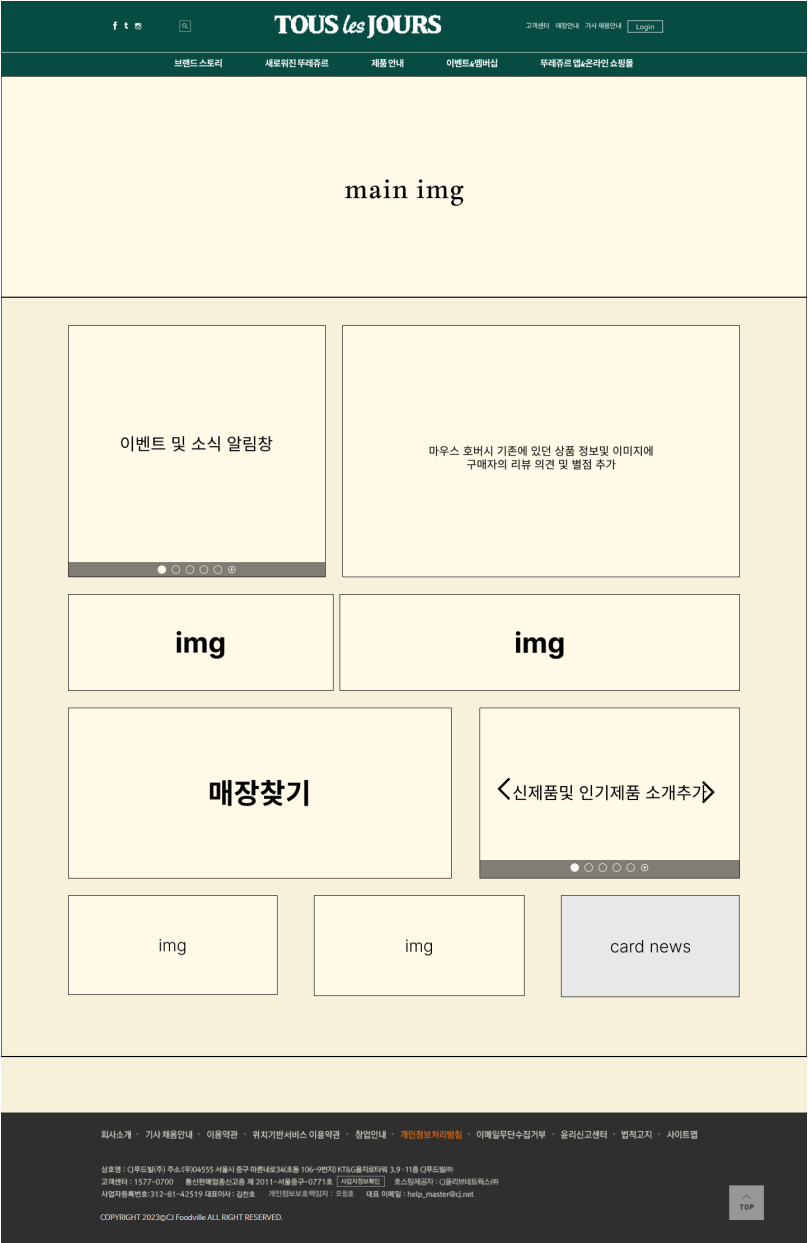 TOUS les JOURS
고객센터 매장안내 가사 채용안내 Login
브랜드 스토리 새로워진 뚜레쥬르 제품 안내 이벤트&멤버십 뚜레쥬르 앱&온라인 쇼핑몰
main img
이벤트 및 소식 알림창
마우스 호버시 기존에 있던 상품 정보및 이미지에
구매자의 리뷰 의견 및 별점 추가
img
img
매장찾기
신제품및 인기제품 소개추가
img
img
card news
회사소개 · 기사 채용안내 · 이용약관 · 위치기반서비스 이용약관 · 창업안내 · 개인정보처리방침 · 이메일무단수집거부 · 윤리신고센터 · 법적고지 · 사이트맵
상호명 : CJ푸드빌(주) 주소:(우)04555 서울시 중구 마른내로34(초동 106-9번지) KT&G을지로타워 3,9-11층 CJ푸드빌㈜
고객센터 : 1577-0700 통신판매업종신고증 제 2011-서울중구-0771호 사업자정보확인 호스팅제공자 : CJ올리브네트웍스㈜
사업자등록번호:312-81-42519 대표이사 : 김찬호 개인정보보호책임자 : 오창호 대표 이메일 : help_master@cj.net
TOP
COPYRIGHT 2023©CJ Foodville ALL RIGHT RESERVED.